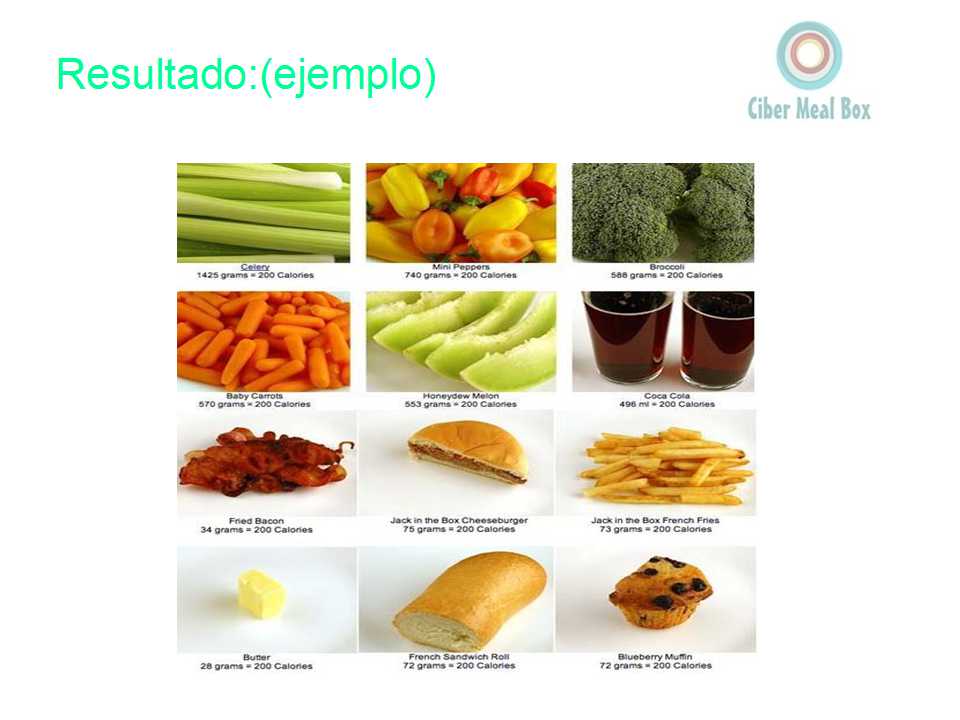 Resultado:(ejemplo)
Ciber Meal Box
Celery
1425 grams = 200 Calories
Mini Peppers
740 grams = 200 Calories
Broccoli
588 grams = 200 Calories
Baby Carrots
570 grams = 200 Calories
Honeydew Melon
553 grams = 200 Calories
Coca Cola
496 ml = 200 Calories
Fried Bacon
34 grams = 200 Calories
Jack in the Box Cheeseburger
75 grams = 200 Calories
Jack in the Box French Fries
73 grams = 200 Calories
Butter
28 grams = 200 Calories
French Sandwich Roll
72 grams = 200 Calories
Blueberry Muffin
72 grams = 200 Calories